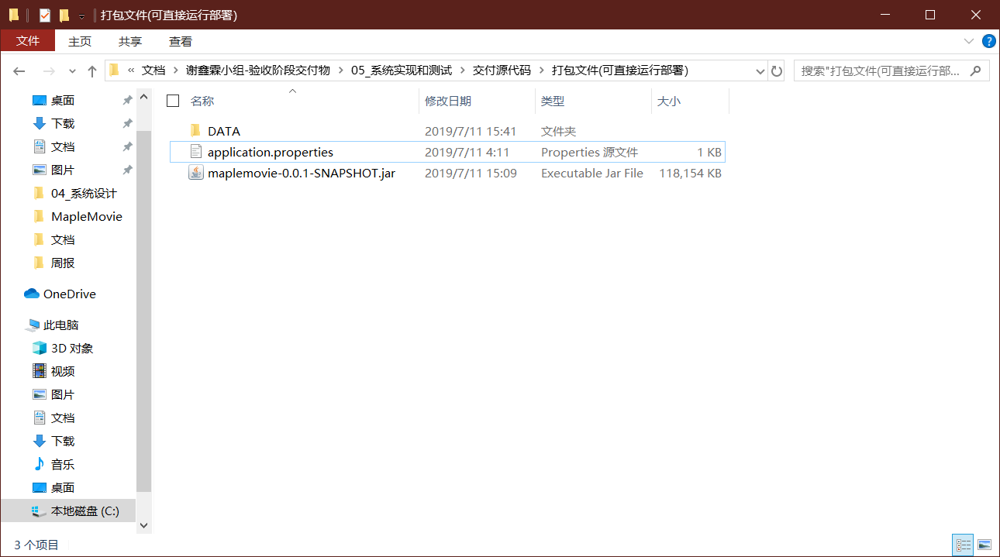 打包文件(可直接运行部署)
文件 主页 共享 查看
« 文档 › 谢鑫霖小组-验收阶段交付物 › 05_系统实现和测试 › 交付源代码 › 打包文件(可直接运行部署)
搜索"打包文件(可直接运行部...
名称 修改日期 类型 大小
DATA 2019/7/11 15:41 文件夹
application.properties 2019/7/11 4:11 Properties 源文件 1 KB
maplemovie-0.0.1-SNAPSHOT.jar 2019/7/11 15:09 Executable Jar File 118,154 KB
桌面
下载
文档
图片
04_系统设计
MapleMovie
文档
周报
OneDrive
此电脑
3D 对象
视频
图片
文档
下载
音乐
桌面
本地磁盘 (C:)
3 个项目